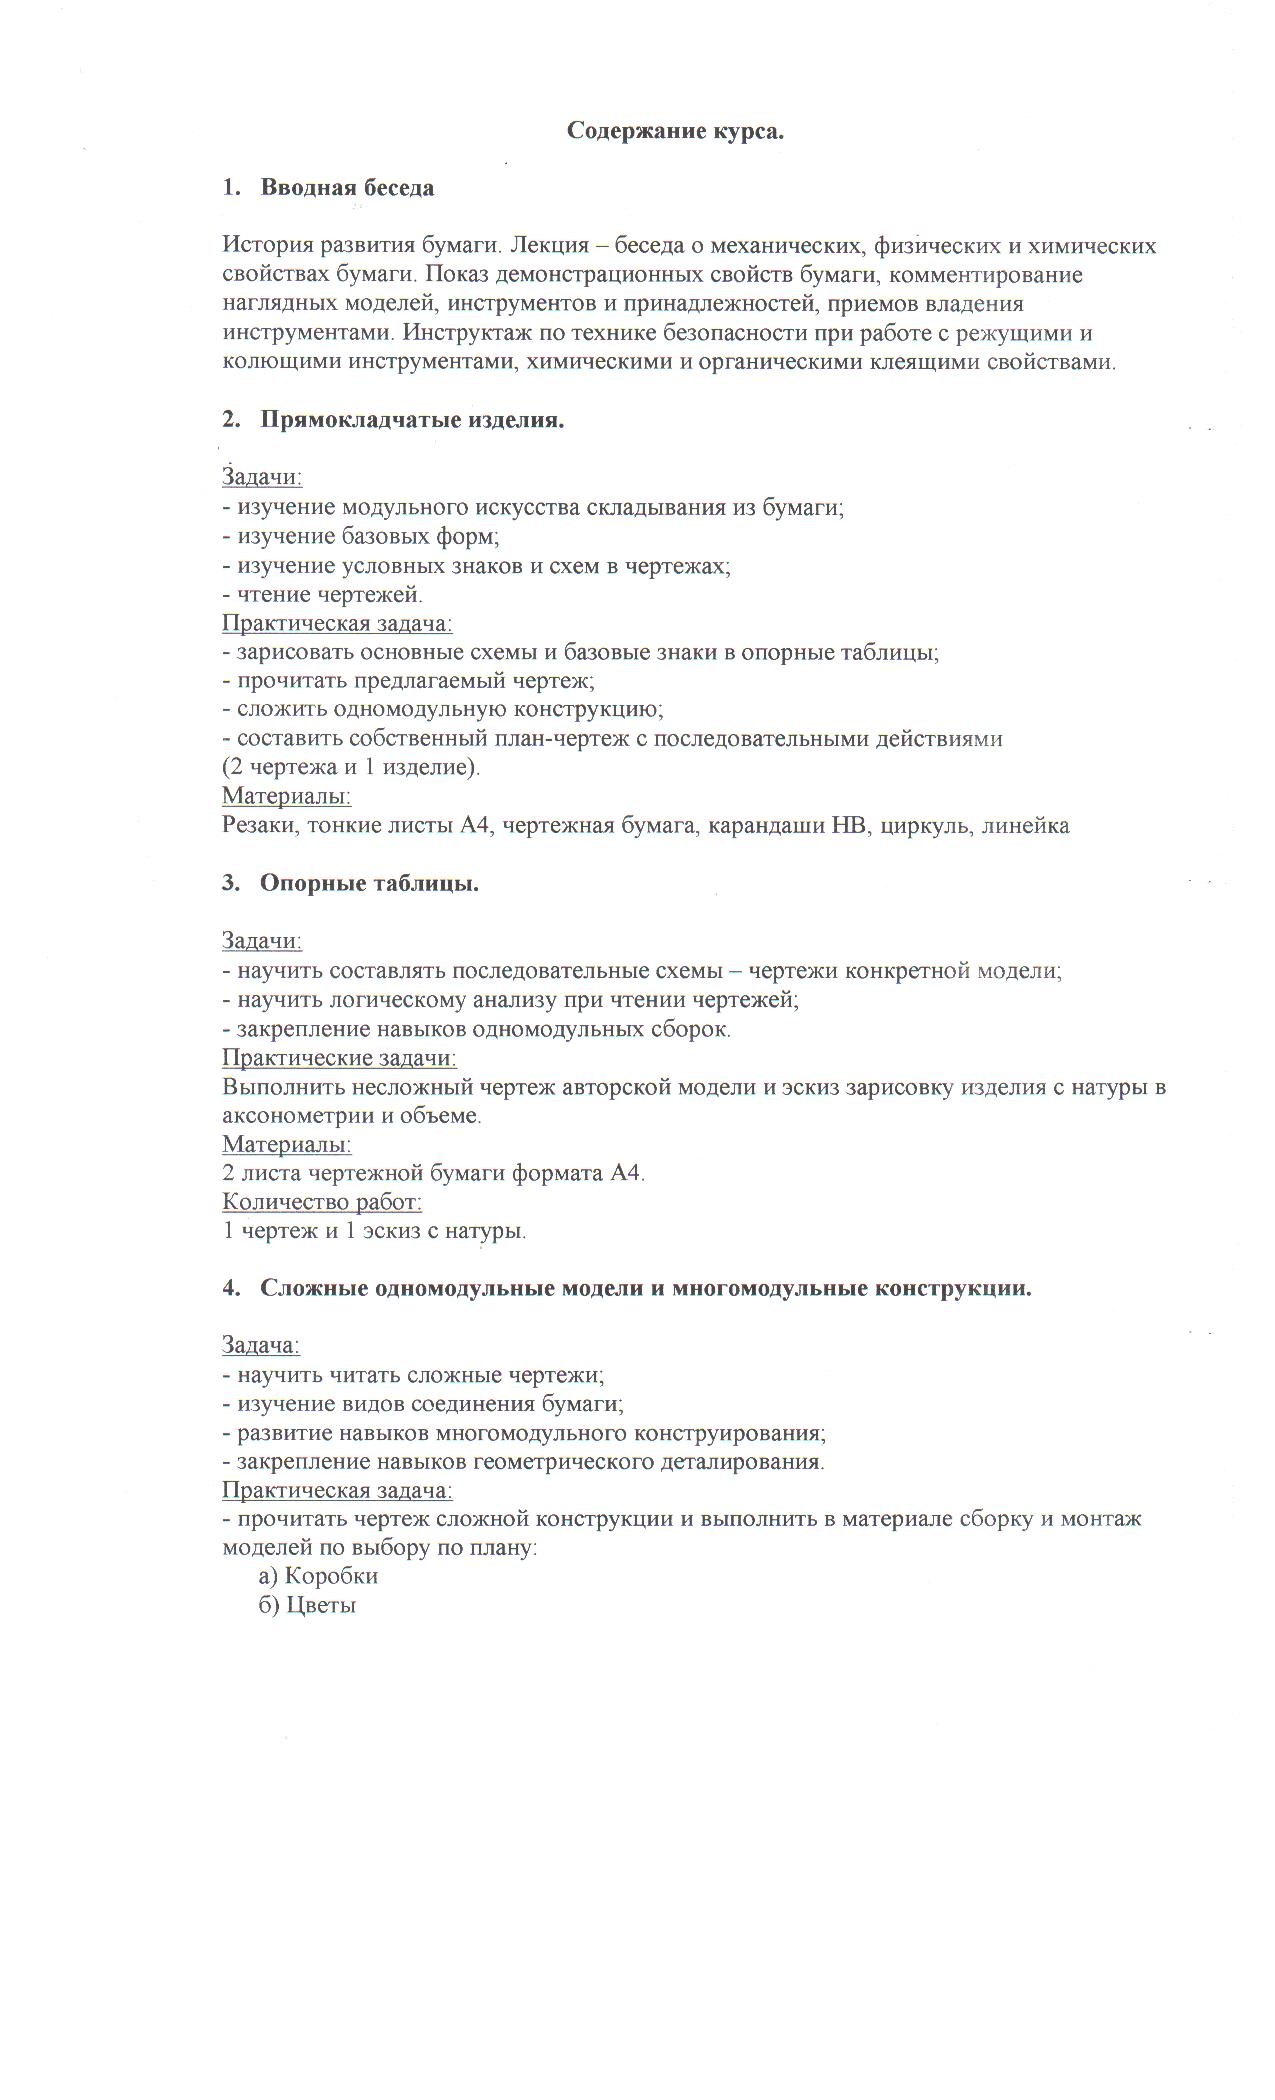 Содержание курса.
1. Вводная беседа
История развития бумаги. Лекция – беседа о механических, физических и химических
свойствах бумаги. Показ демонстрационных свойств бумаги, комментирование
наглядных моделей, инструментов и принадлежностей, приемов владения
инструментами. Инструктаж по технике безопасности при работе с режущими и
колющими инструментами, химическими и органическими клеящими свойствами.
2. Прямокладчатые изделия.
Задачи:
- изучение модульного искусства складывания из бумаги;
- изучение базовых форм;
- изучение условных знаков и схем в чертежах;
- чтение чертежей.
Практическая задача:
- зарисовать основные схемы и базовые знаки в опорные таблицы;
- прочитать предлагаемый чертеж;
- сложить одномодульную конструкцию;
- составить собственный план-чертеж с последовательными действиями
(2 чертежа и 1 изделие).
Материалы:
Резаки, тонкие листы А4, чертежная бумага, карандаши НВ, циркуль, линейка
3. Опорные таблицы.
Задачи:
- научить составлять последовательные схемы – чертежи конкретной модели;
- научить логическому анализу при чтении чертежей;
- закрепление навыков одномодульных сборок.
Практические задачи:
Выполнить несложный чертеж авторской модели и эскиз зарисовку изделия с натуры в
аксонометрии и объеме.
Материалы:
2 листа чертежной бумаги формата А4.
Количество работ:
1 чертеж и 1 эскиз с натуры.
4. Сложные одномодульные модели и многомодульные конструкции.
Задача:
- научить читать сложные чертежи;
- изучение видов соединения бумаги;
- развитие навыков многомодульного конструирования;
- закрепление навыков геометрического деталирования.
Практическая задача:
- прочитать чертеж сложной конструкции и выполнить в материале сборку и монтаж
моделей по выбору по плану:
а) Коробки
б) Цветы